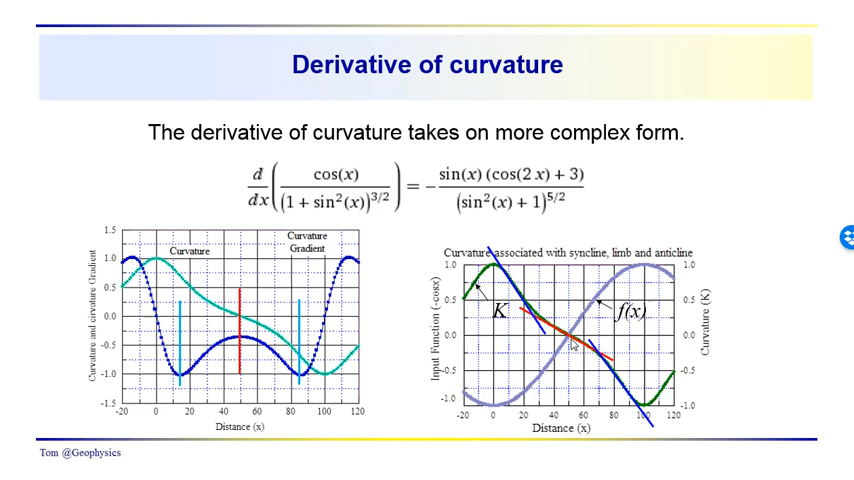 Derivative of curvature
The derivative of curvature takes on more complex form.
d/dx ( cos(x) / (1 + sin²(x))^3/2 ) = − sin(x) (cos(2 x) + 3) / (sin²(x) + 1)^5/2
Curvature
Curvature
Gradient
Curvature and curvature Gradient
1.5
1.0
0.5
0.0
-0.5
-1.0
-1.5
-20 0 20 40 60 80 100 120
Distance (x)
Curvature associated with syncline, limb and anticline
K
f(x)
Input Function (-cosx)
1.0
0.5
0.0
-0.5
-1.0
1.0
0.5
0.0
-0.5
-1.0
Curvature (K)
-20 0 20 40 60 80 100 120
Distance (x)
Tom @Geophysics